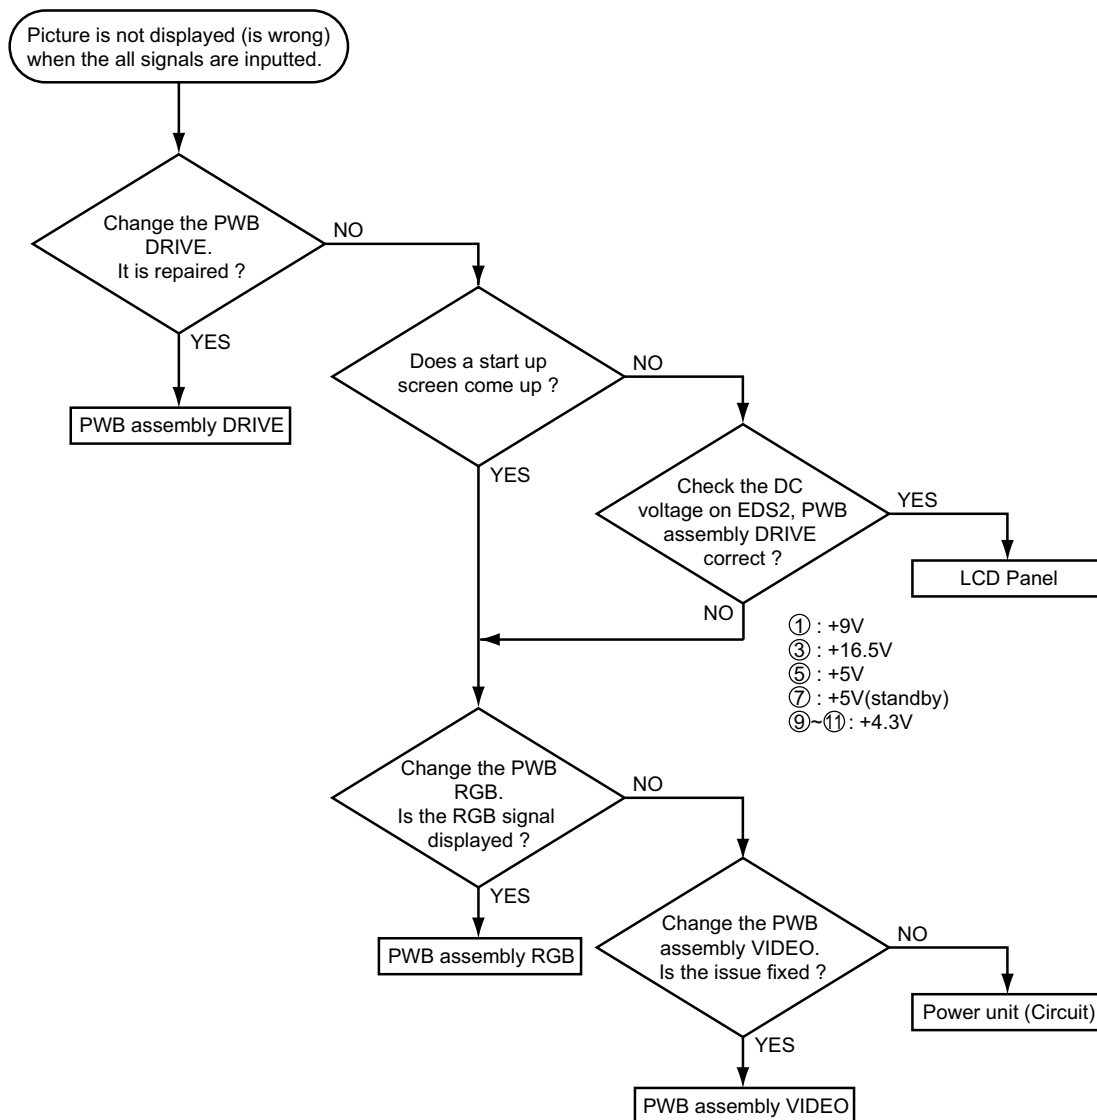 Picture is not displayed (is wrong)
when the all signals are inputted.
Change the PWB
DRIVE.
It is repaired ?
NO
YES
PWB assembly DRIVE
Does a start up
screen come up ?
NO
YES
Check the DC
voltage on EDS2, PWB
assembly DRIVE
correct ?
YES
LCD Panel
NO
① : +9V
③ : +16.5V
⑤ : +5V
⑦ : +5V(standby)
⑨~⑪ : +4.3V
Change the PWB
RGB.
Is the RGB signal
displayed ?
NO
YES
PWB assembly RGB
Change the PWB
assembly VIDEO.
Is the issue fixed ?
NO
Power unit (Circuit)
YES
PWB assembly VIDEO